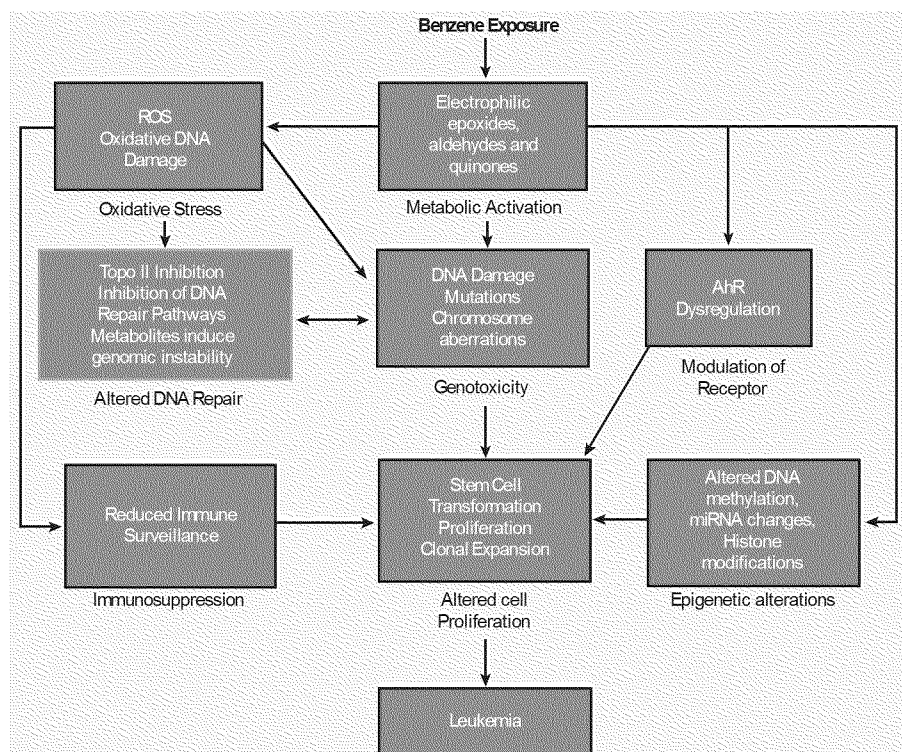 Benzene Exposure
ROS
Oxidative DNA
Damage
Oxidative Stress
Electrophilic
epoxides,
aldehydes and
quinones
Metabolic Activation
Topo II Inhibition
Inhibition of DNA
Repair Pathways
Metabolites induce
genomic instability
Altered DNA Repair
DNA Damage
Mutations
Chromosome
aberrations
Genotoxicity
AhR
Dysregulation
Modulation of
Receptor
Reduced Immune
Surveillance
Immunosuppression
Stem Cell
Transformation
Proliferation
Clonal Expansion
Altered cell
Proliferation
Altered DNA
methylation,
miRNA changes,
Histone
modifications
Epigenetic alterations
Leukemia